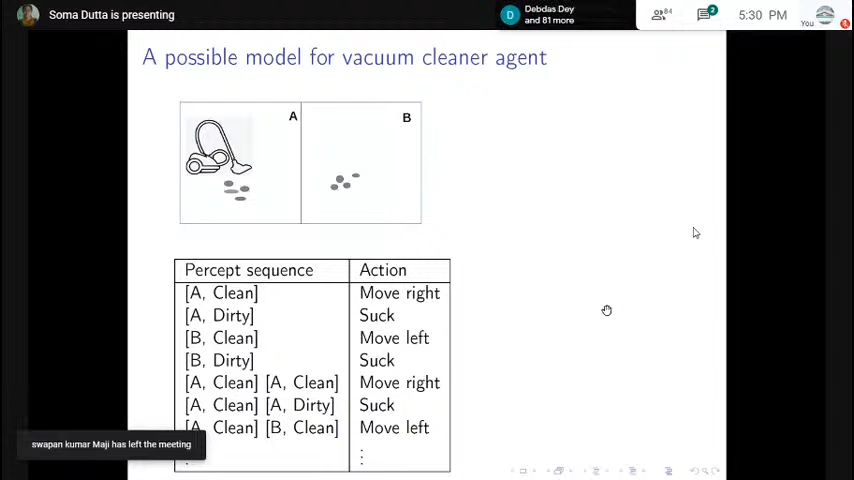 Soma Dutta is presenting
D
Debdas Dey
and 81 more
84
2
5:30 PM
You
A possible model for vacuum cleaner agent
A
B
Percept sequence Action
[A, Clean] Move right
[A, Dirty] Suck
[B, Clean] Move left
[B, Dirty] Suck
[A, Clean] [A, Clean] Move right
[A, Clean] [A, Dirty] Suck
[A, Clean] [B, Clean] Move left
swapan kumar Maji has left the meeting